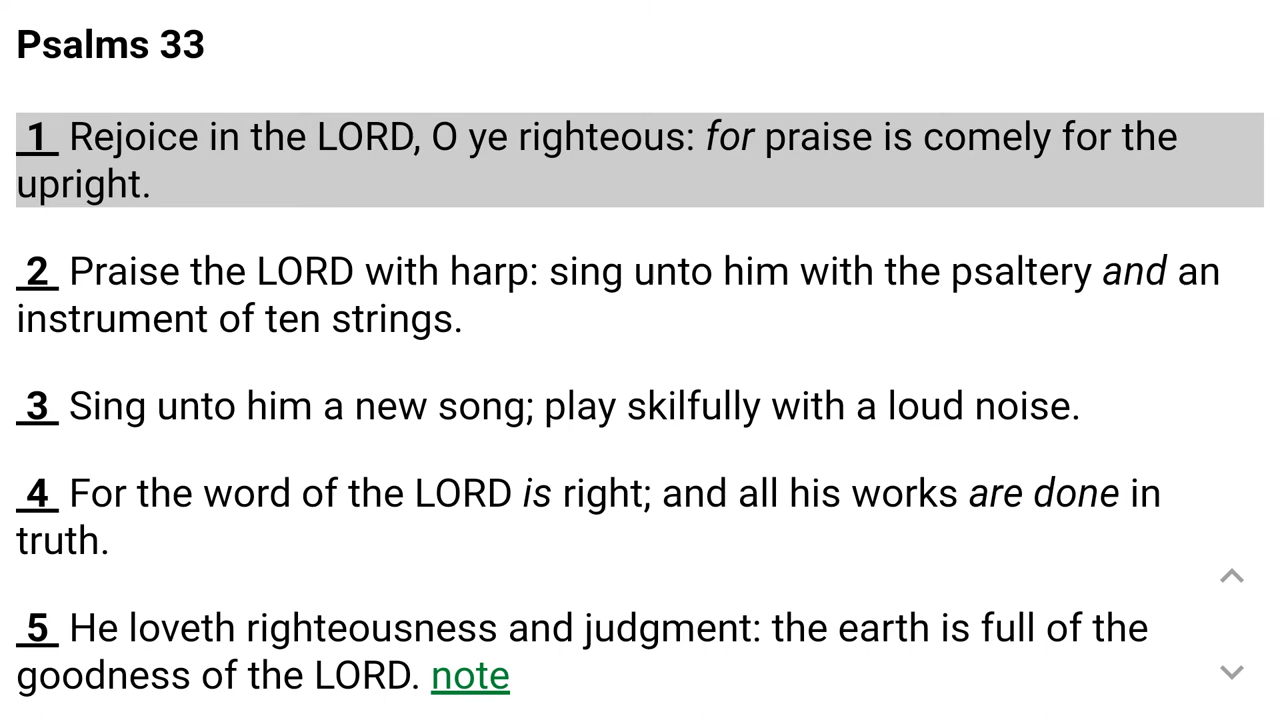 Psalms 33
1 Rejoice in the LORD, O ye righteous: for praise is comely for the
upright.
2 Praise the LORD with harp: sing unto him with the psaltery and an
instrument of ten strings.
3 Sing unto him a new song; play skilfully with a loud noise.
4 For the word of the LORD is right; and all his works are done in
truth.
5 He loveth righteousness and judgment: the earth is full of the
goodness of the LORD. note